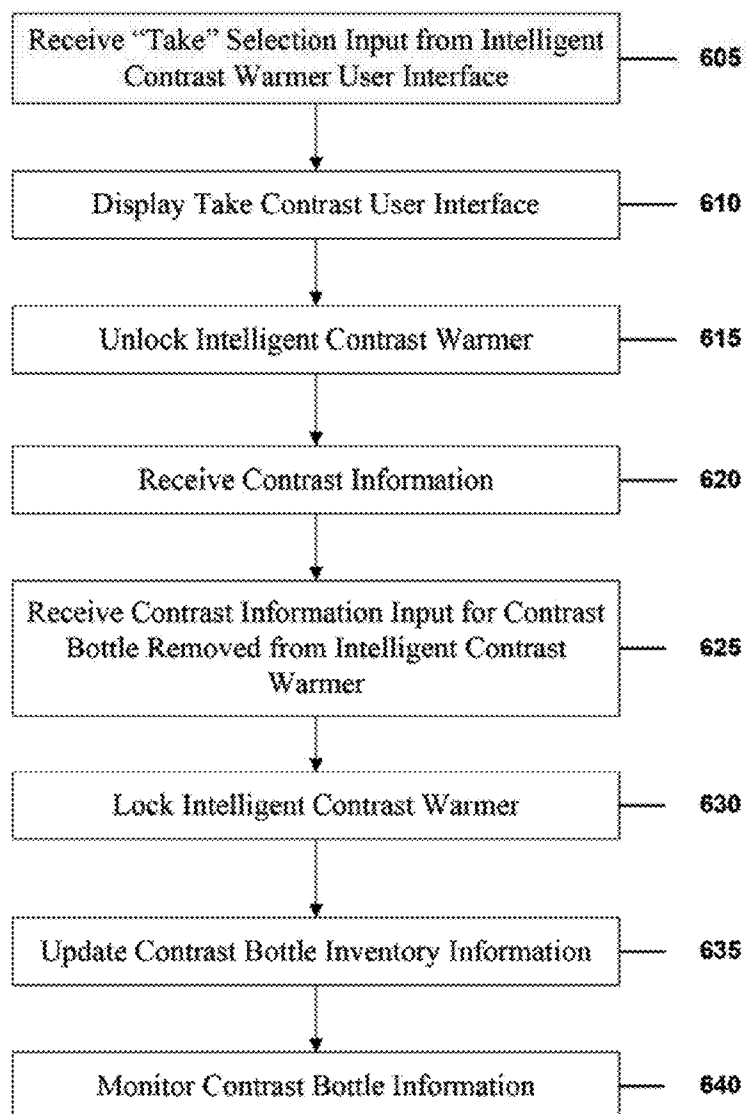 Receive “Take” Selection Input from Intelligent
Contrast Warmer User Interface
605
Display Take Contrast User Interface
610
Unlock Intelligent Contrast Warmer
615
Receive Contrast Information
620
Receive Contrast Information Input for Contrast
Bottle Removed from Intelligent Contrast
Warmer
625
Lock Intelligent Contrast Warmer
630
Update Contrast Bottle Inventory Information
635
Monitor Contrast Bottle Information
640